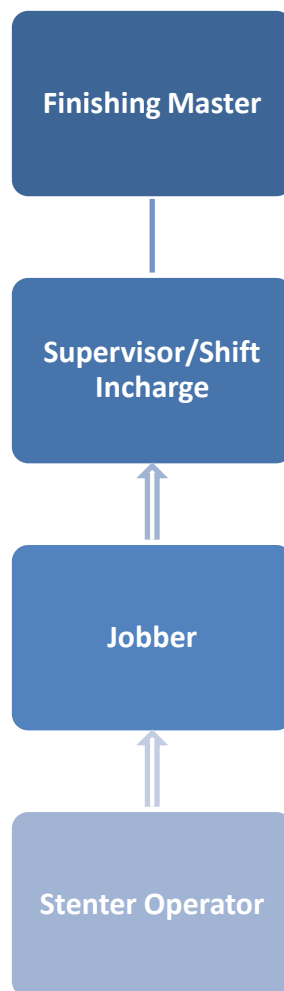 Finishing Master
Supervisor/Shift
Incharge
Jobber
Stenter Operator